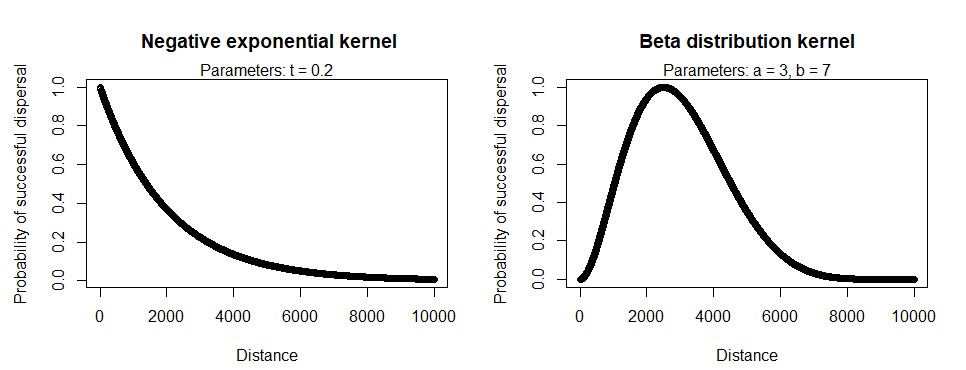 Negative exponential kernel
Parameters: t = 0.2
Probability of successful dispersal
1.0
0.8
0.6
0.4
0.2
0.0
0 2000 4000 6000 8000 10000
Distance
Beta distribution kernel
Parameters: a = 3, b = 7
Probability of successful dispersal
1.0
0.8
0.6
0.4
0.2
0.0
0 2000 4000 6000 8000 10000
Distance